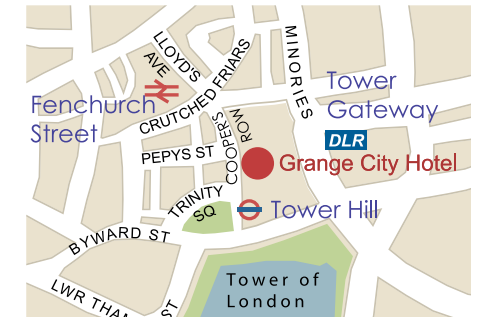 LLOYD'S
AVE
CRUTCHED FRIARS
MINORIES
Tower
Gateway
DLR
Fenchurch
Street
COOPER'S
ROW
PEPYS ST
Grange City Hotel
TRINITY
SQ
Tower Hill
BYWARD ST
Tower of
London
LWR THAM
ST